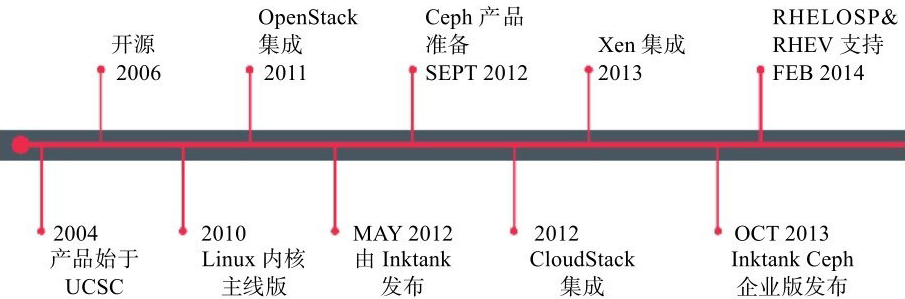 开源
2006
OpenStack
集成
2011
Ceph 产品
准备
SEPT 2012
Xen 集成
2013
RHELOSP&
RHEV 支持
FEB 2014
2004
产品始于
UCSC
2010
Linux 内核
主线版
MAY 2012
由 Inktank
发布
2012
CloudStack
集成
OCT 2013
Inktank Ceph
企业版发布